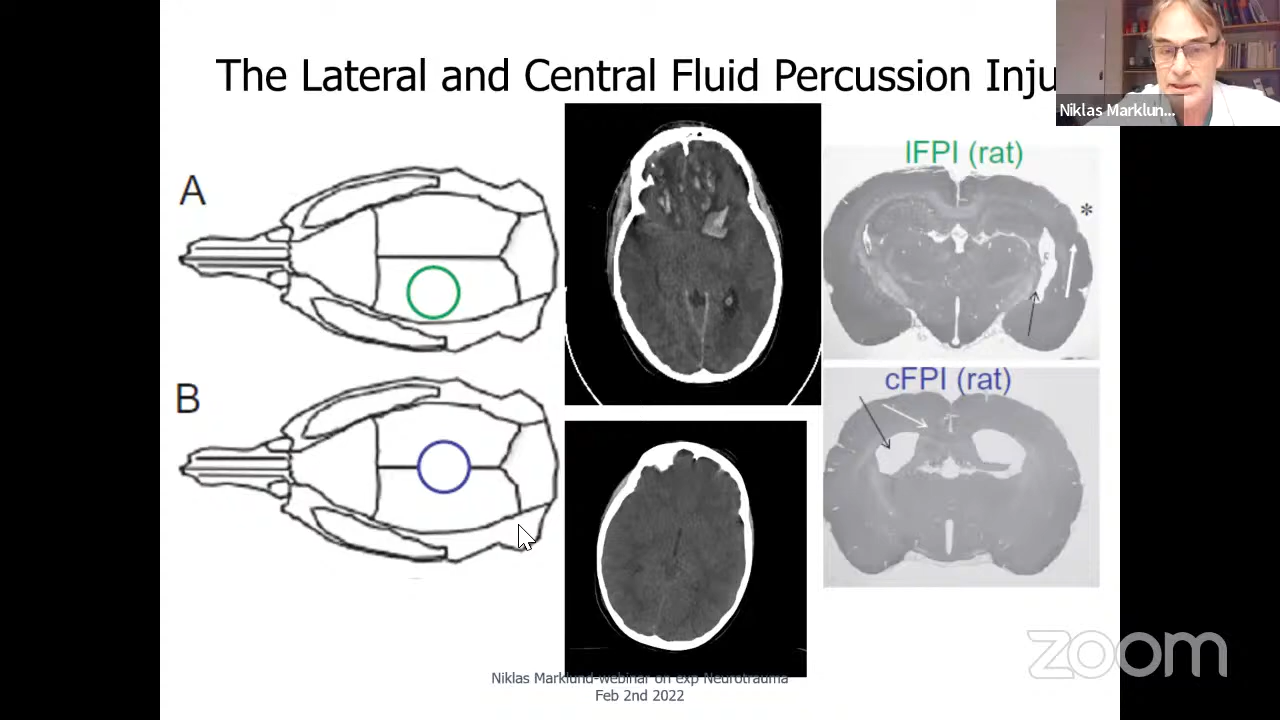 The Lateral and Central Fluid Percussion Inju
Niklas Marklun...
A
lFPI (rat)
*
B
cFPI (rat)
zoom
Niklas Marklund-webinar on exp Neurotrauma
Feb 2nd 2022